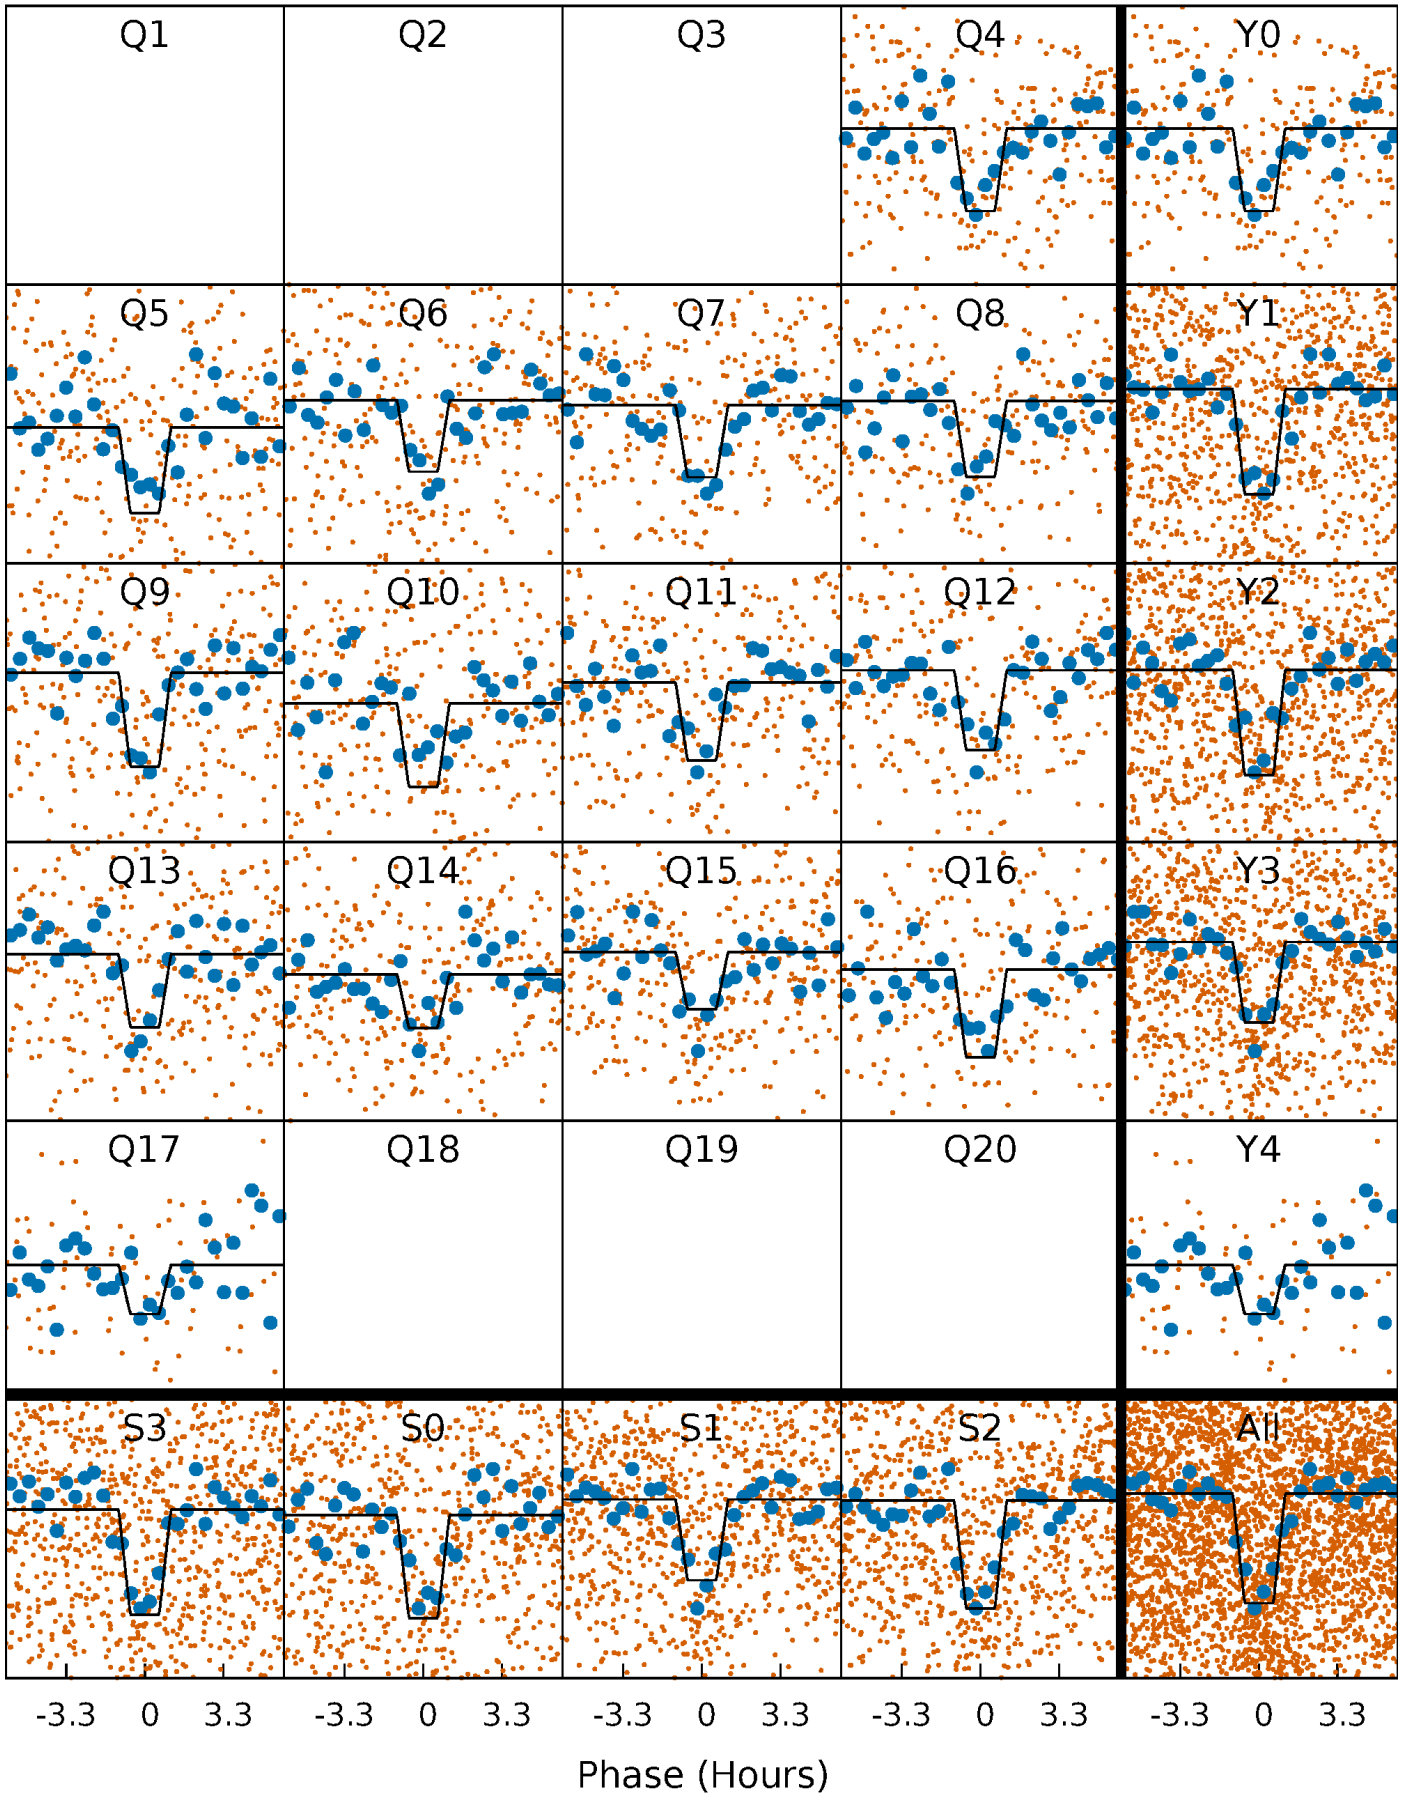 Q1 Q2 Q3 Q4 Y0
Q5 Q6 Q7 Q8 Y1
Q9 Q10 Q11 Q12 Y2
Q13 Q14 Q15 Q16 Y3
Q17 Q18 Q19 Q20 Y4
S3 S0 S1 S2 All
-3.3 0 3.3 -3.3 0 3.3 -3.3 0 3.3 -3.3 0 3.3 -3.3 0 3.3
Phase (Hours)